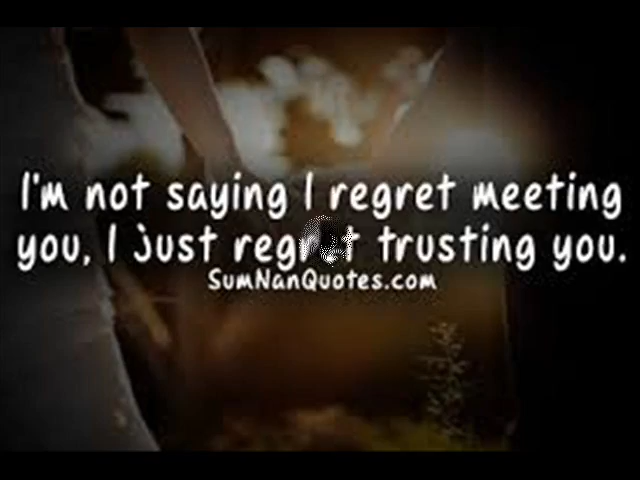 I'm not saying I regret meeting
you, I just regret trusting you.
SumNanQuotes.com